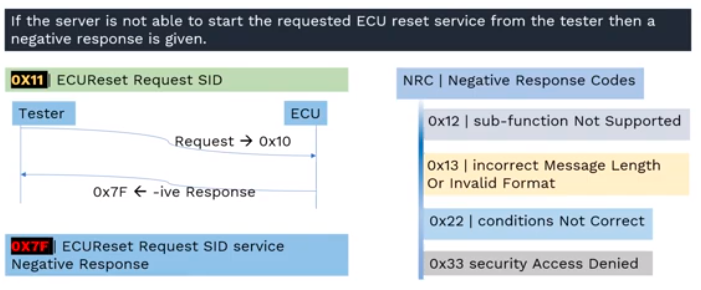 If the server is not able to start the requested ECU reset service from the tester then a
negative response is given.
0X11 | ECUReset Request SID
Tester
ECU
Request → 0x10
0x7F ← -ive Response
0X7F | ECUReset Request SID service
Negative Response
NRC | Negative Response Codes
0x12 | sub-function Not Supported
0x13 | incorrect Message Length
Or Invalid Format
0x22 | conditions Not Correct
0x33 security Access Denied